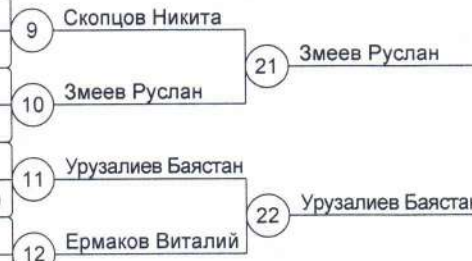 9 Скопцов Никита
21 Змеев Руслан
10 Змеев Руслан
11 Урузалиев Баястан
22 Урузалиев Баястан
12 Ермаков Виталий